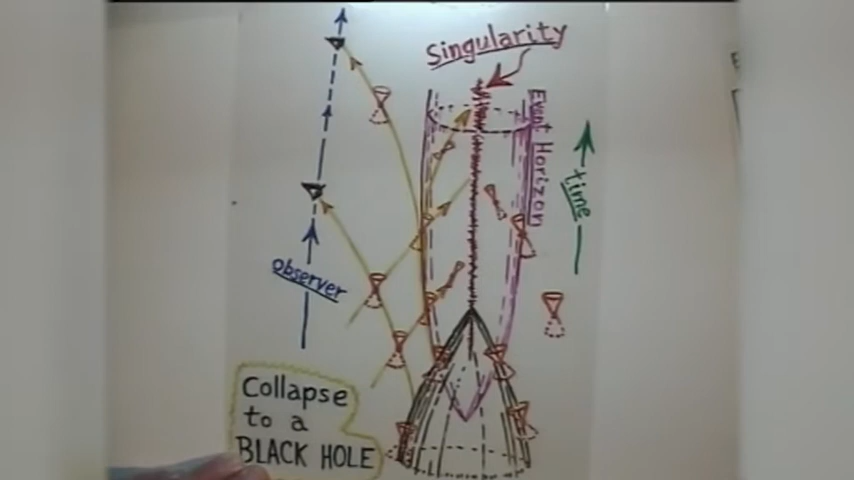 Singularity
Event Horizon
time
observer
Collapse
to a
BLACK HOLE